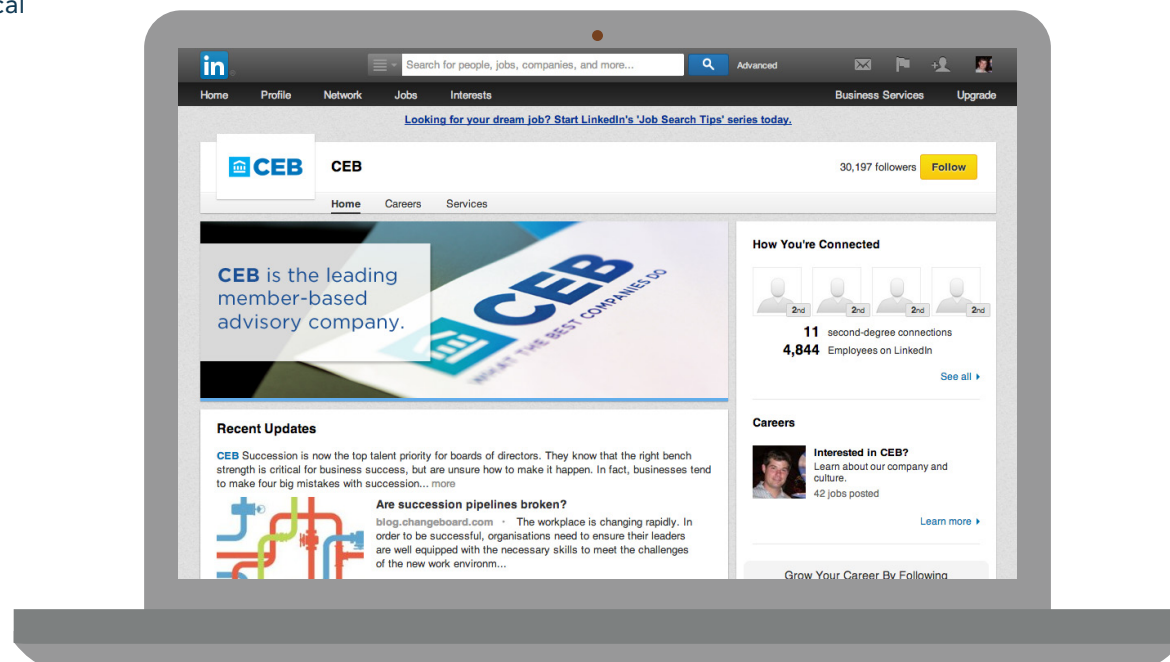 cal
in
Search for people, jobs, companies, and more...
Advanced
Home Profile Network Jobs Interests Business Services Upgrade
Looking for your dream job? Start LinkedIn's 'Job Search Tips' series today.
CEB
CEB
30,197 followers
Follow
Home Careers Services
CEB is the leading
member-based
advisory company.
CEB
WHAT THE BEST COMPANIES DO
Recent Updates
CEB Succession is now the top talent priority for boards of directors. They know that the right bench
strength is critical for business success, but are unsure how to make it happen. In fact, businesses tend
to make four big mistakes with succession... more
Are succession pipelines broken?
blog.changeboard.com · The workplace is changing rapidly. In
order to be successful, organisations need to ensure their leaders
are well equipped with the necessary skills to meet the challenges
of the new work environm...
How You're Connected
2nd 2nd 2nd 2nd
11 second-degree connections
4,844 Employees on LinkedIn
See all
Careers
Interested in CEB?
Learn about our company and
culture.
42 jobs posted
Learn more
Grow Your Career By Following